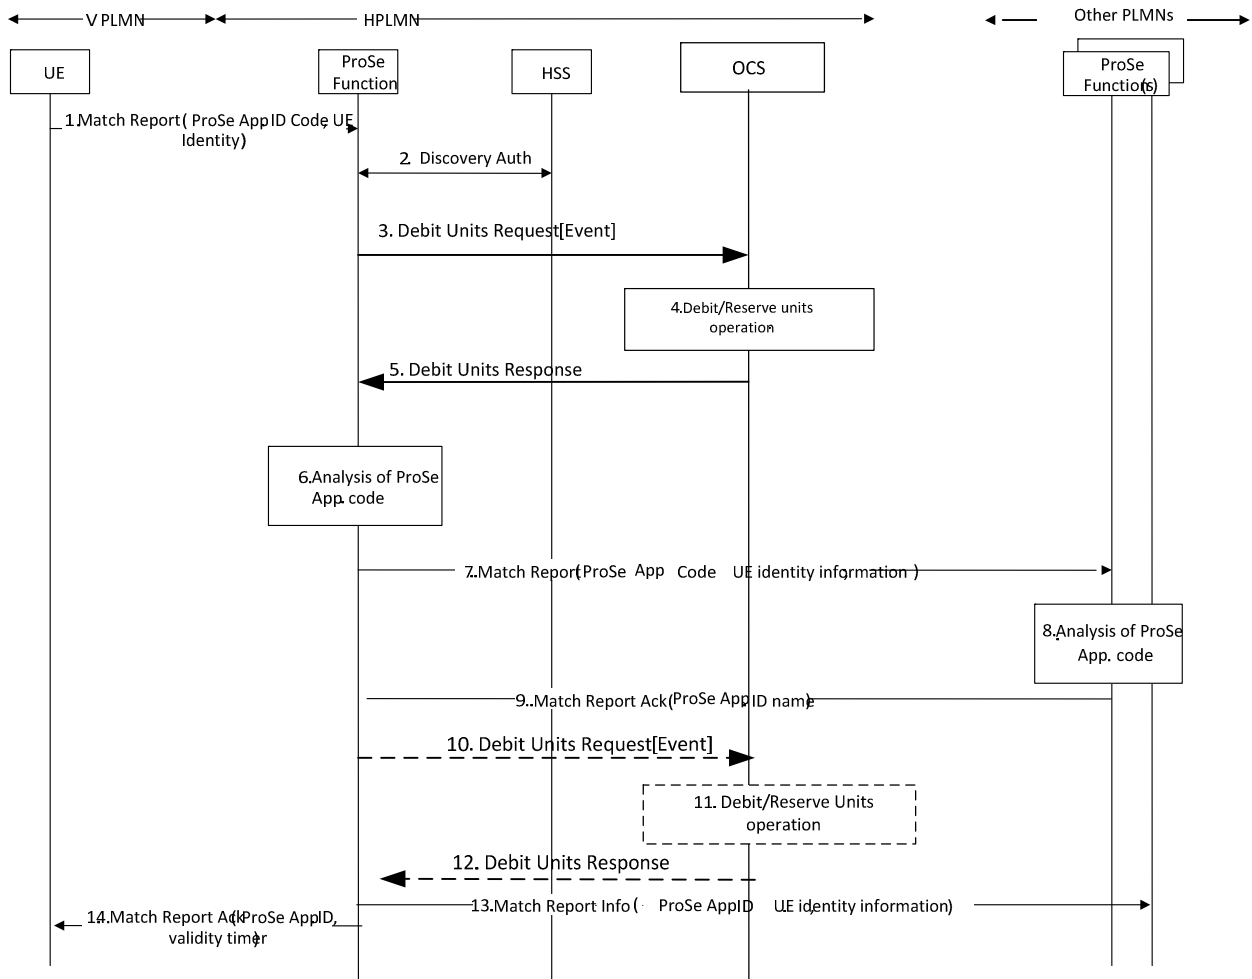 V PLMN
HPLMN
Other PLMNs
UE
ProSe
Function
HSS
OCS
ProSe
Function(s)
1.Match Report ( ProSe App ID Code, UE
Identity)
2. Discovery Auth
3. Debit Units Request[Event]
4.Debit/Reserve units
operation.
5. Debit Units Response
6.Analysis of ProSe
App. code
7.Match Report (ProSe App Code UE identity information )
8.Analysis of ProSe
App. code
9..Match Report Ack (ProSe App. ID name)
10. Debit Units Request[Event]
11. Debit/Reserve Units
operation
12. Debit Units Response
13.Match Report Info ( ProSe App ID UE identity information)
14.Match Report Ack (ProSe App ID,
validity timer)